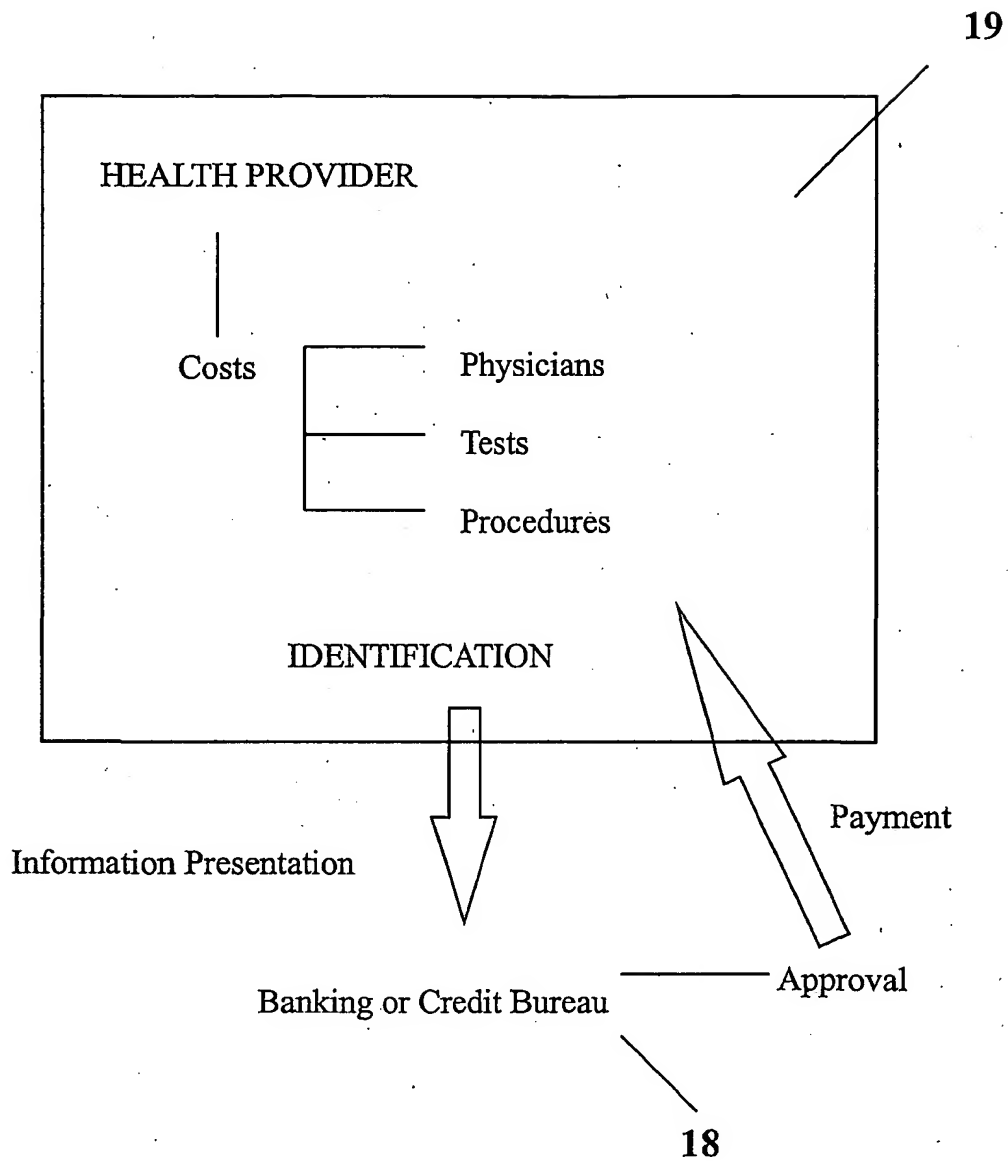 19
HEALTH PROVIDER
Costs
Physicians
Tests
Procedures
IDENTIFICATION
Payment
Information Presentation
Approval
Banking or Credit Bureau
18